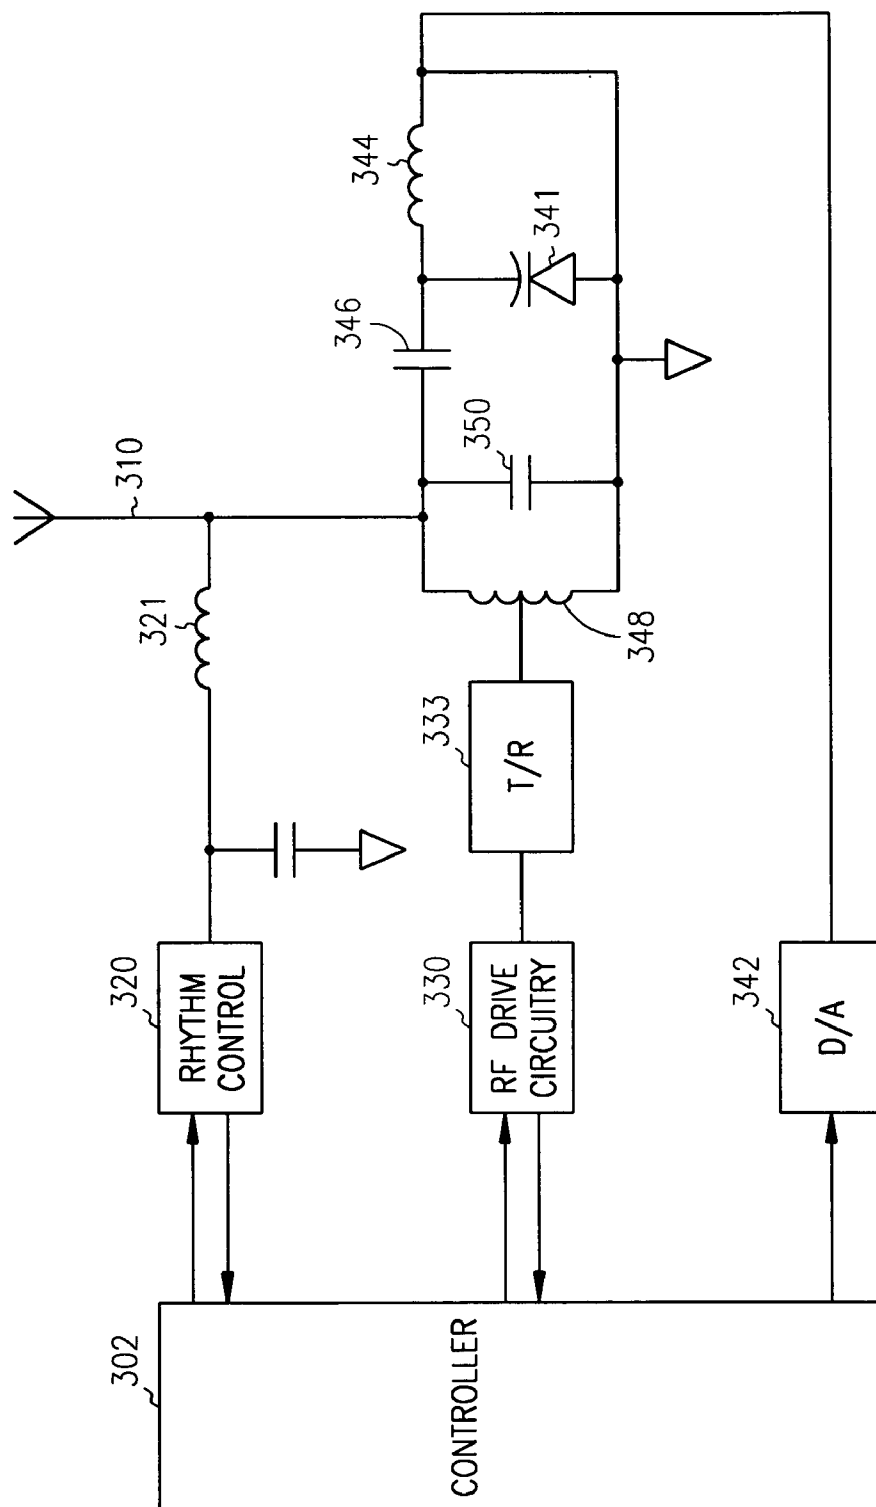 302
CONTROLLER
320
RHYTHM
CONTROL
321
310
330
RF DRIVE
CIRCUITRY
333
T/R
348
350
346
344
341
342
D/A